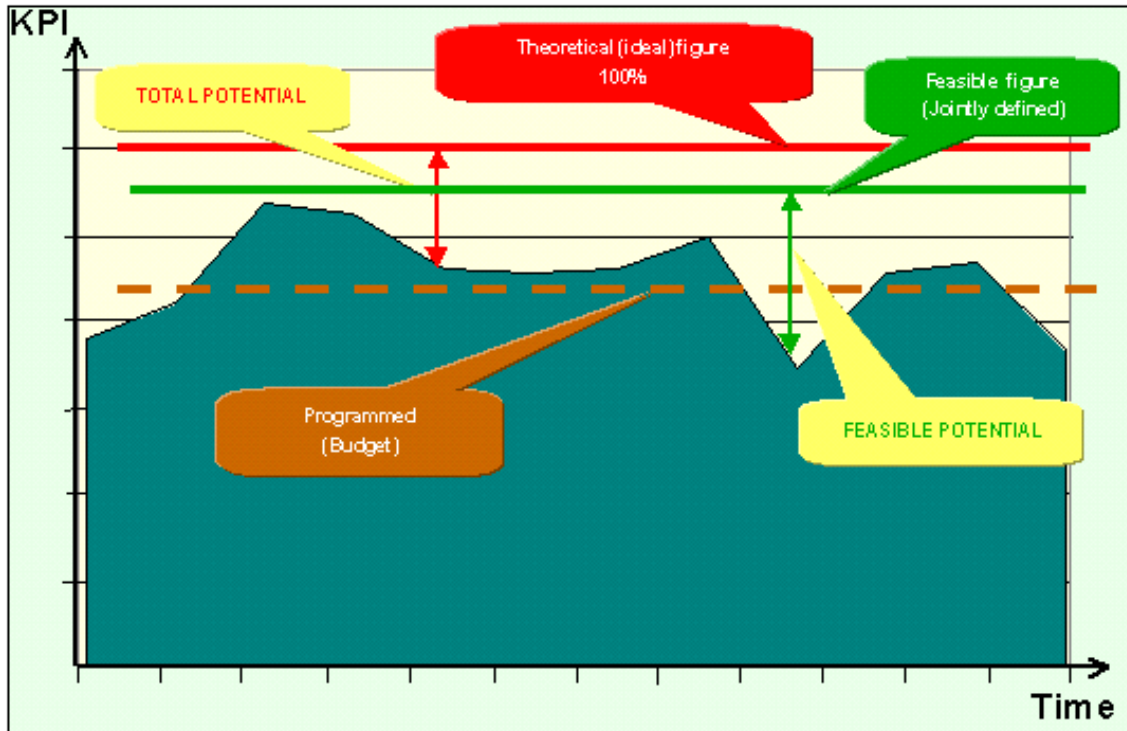 KPI
Theoretical (ideal) figure
100%
TOTAL POTENTIAL
Feasible figure
(Jointly defined)
Programmed
(Budget)
FEASIBLE POTENTIAL
Time